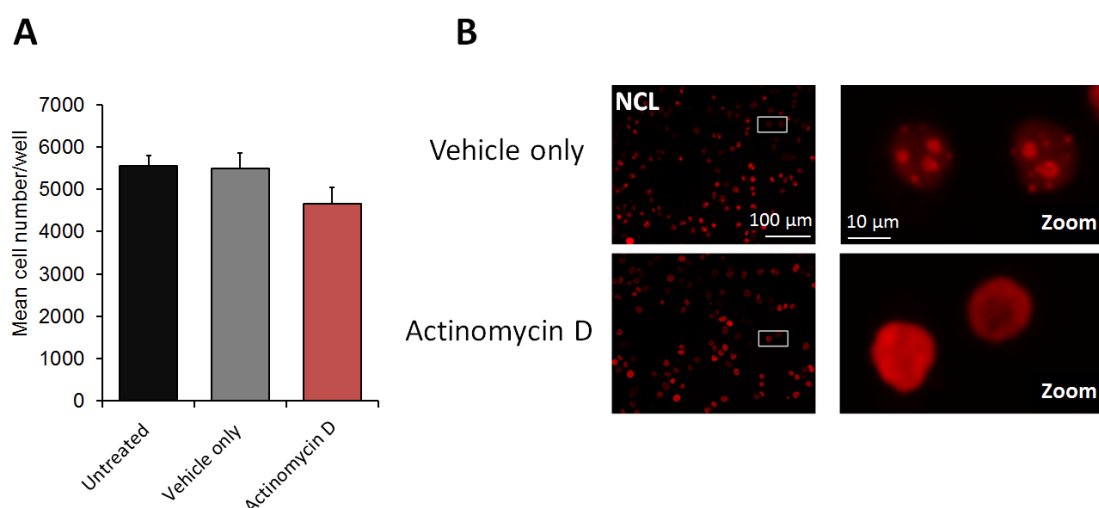 A
Mean cell number/well
7000
6000
5000
4000
3000
2000
1000
0
Untreated
Vehicle only
Actinomycin D
B
Vehicle only
NCL
100 µm
10 µm
Zoom
Actinomycin D
Zoom